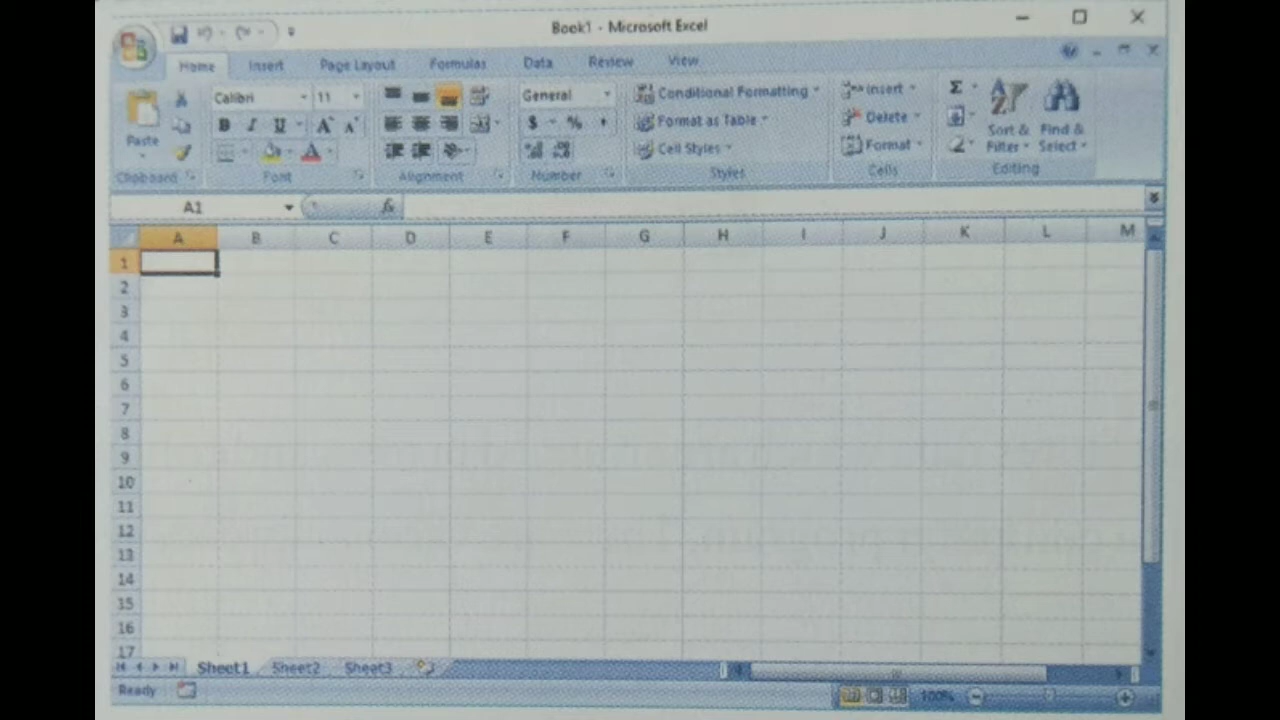 Book1 - Microsoft Excel
Home Insert Page Layout Formulas Data Review View
Calibri 11 General Conditional Formatting Insert Σ
Paste B I U A A $ % Format as Table Delete Sort & Filter Find & Select
A Cell Styles Format
Clipboard Font Alignment Number Styles Cells Editing
A1 fx
A B C D E F G H I J K L M
1
2
3
4
5
6
7
8
9
10
11
12
13
14
15
16
17
Sheet1 Sheet2 Sheet3
Ready 100%